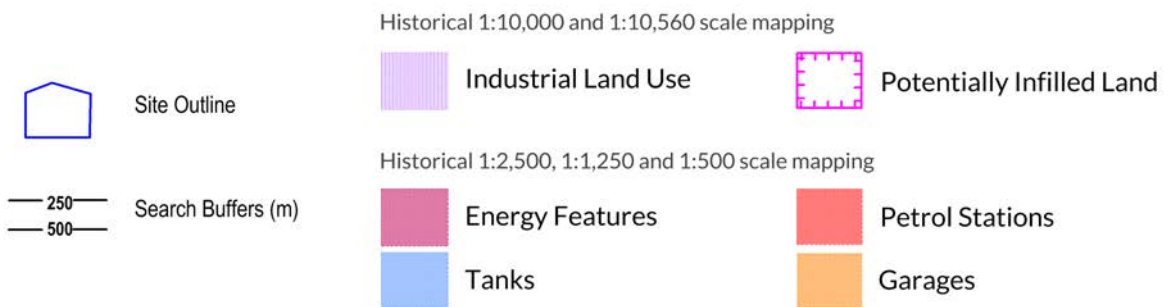 Historical 1:10,000 and 1:10,560 scale mapping
Site Outline
Industrial Land Use
Potentially Infilled Land
Historical 1:2,500, 1:1,250 and 1:500 scale mapping
250
500
Search Buffers (m)
Energy Features
Petrol Stations
Tanks
Garages